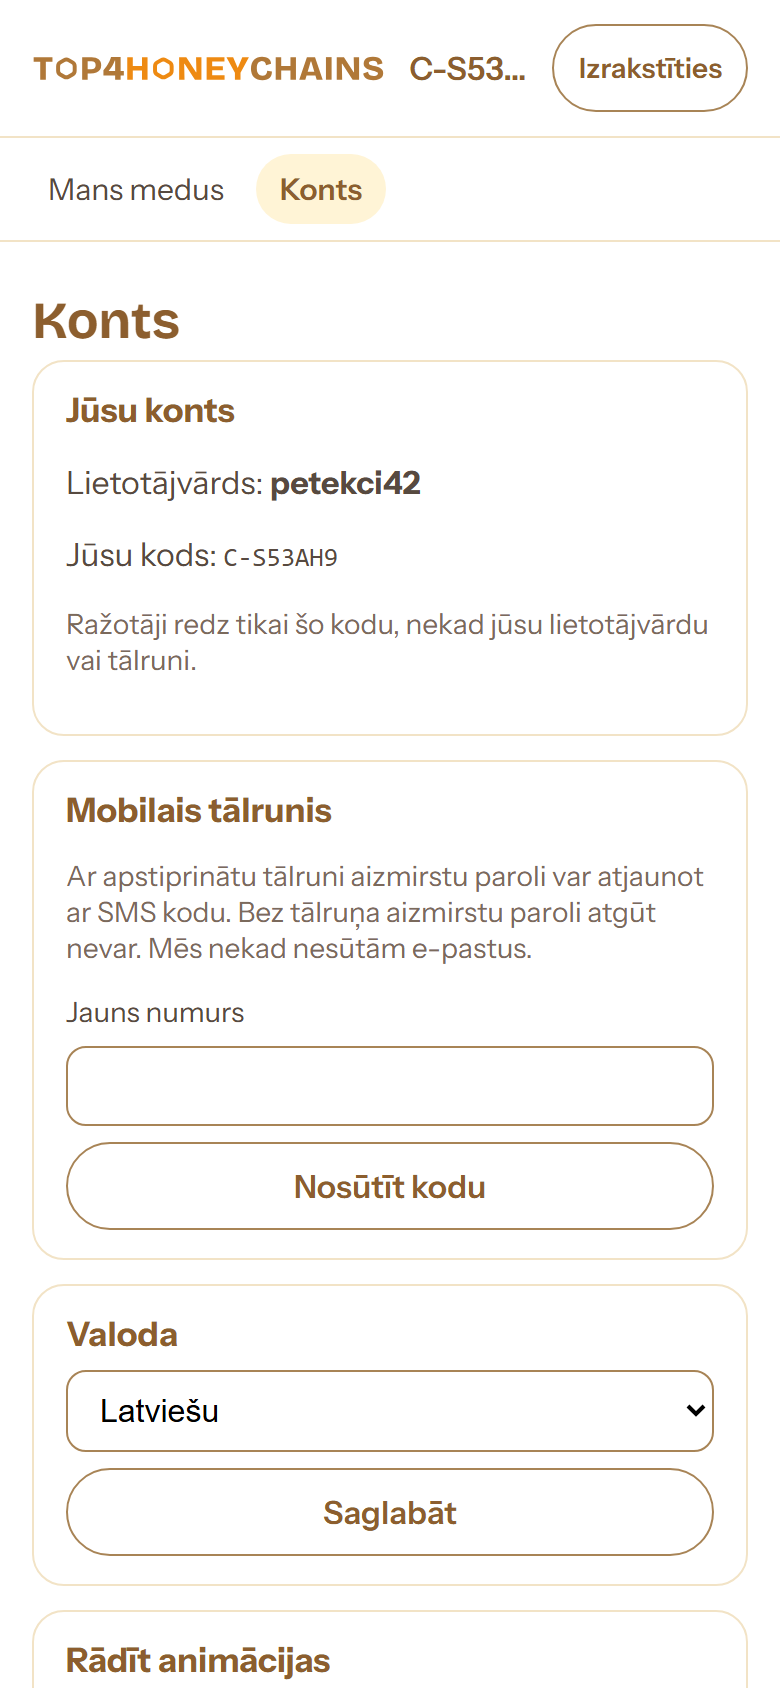 TOP4HONEYCHAINS C-S53... Izrakstīties
Mans medus Konts
Konts
Jūsu konts
Lietotājvārds: petekci42
Jūsu kods: C-S53AH9
Ražotāji redz tikai šo kodu, nekad jūsu lietotājvārdu
vai tālruni.
Mobilais tālrunis
Ar apstiprinātu tālruni aizmirstu paroli var atjaunot
ar SMS kodu. Bez tālruņa aizmirstu paroli atgūt
nevar. Mēs nekad nesūtām e-pastus.
Jauns numurs
Nosūtīt kodu
Valoda
Latviešu
Saglabāt
Rādīt animācijas